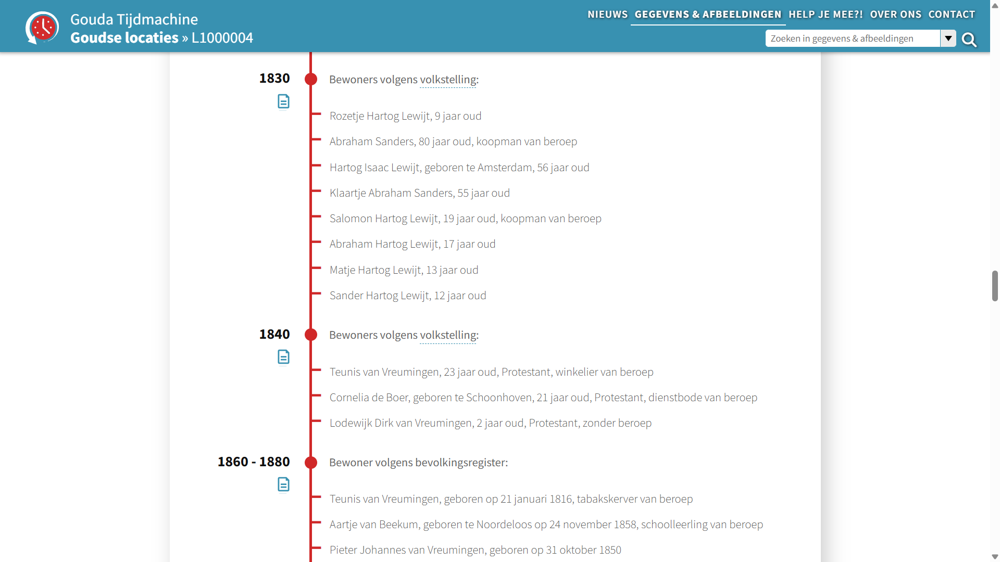 Gouda Tijdmachine
Goudse locaties » L1000004
NIEUWS GEGEVENS & AFBEELDINGEN HELP JE MEE?! OVER ONS CONTACT
Zoeken in gegevens & afbeeldingen
1830
Bewoners volgens volkstelling:
Rozetje Hartog Lewijt, 9 jaar oud
Abraham Sanders, 80 jaar oud, koopman van beroep
Hartog Isaac Lewijt, geboren te Amsterdam, 56 jaar oud
Klaartje Abraham Sanders, 55 jaar oud
Salomon Hartog Lewijt, 19 jaar oud, koopman van beroep
Abraham Hartog Lewijt, 17 jaar oud
Matje Hartog Lewijt, 13 jaar oud
Sander Hartog Lewijt, 12 jaar oud
1840
Bewoners volgens volkstelling:
Teunis van Vreumingen, 23 jaar oud, Protestant, winkelier van beroep
Cornelia de Boer, geboren te Schoonhoven, 21 jaar oud, Protestant, dienstbode van beroep
Lodewijk Dirk van Vreumingen, 2 jaar oud, Protestant, zonder beroep
1860 - 1880
Bewoner volgens bevolkingsregister:
Teunis van Vreumingen, geboren op 21 januari 1816, tabakskerver van beroep
Aartje van Beekum, geboren te Noordeloos op 24 november 1858, schoolleerling van beroep
Pieter Johannes van Vreumingen, geboren op 31 oktober 1850